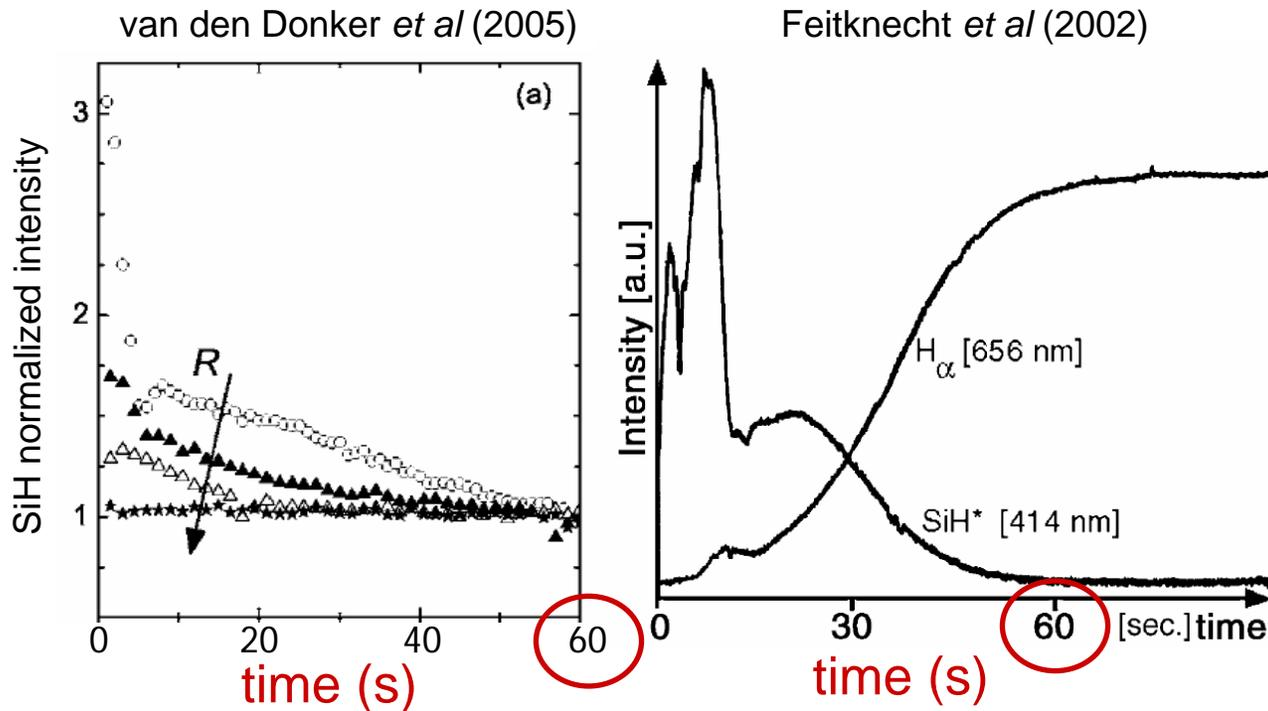 van den Donker et al (2005)
SiH normalized intensity
3
2
1
(a)
R
0 20 40 60
time (s)
Feitknecht et al (2002)
Intensity [a.u.]
Hα [656 nm]
SiH* [414 nm]
0 30 60 [sec.] time
time (s)